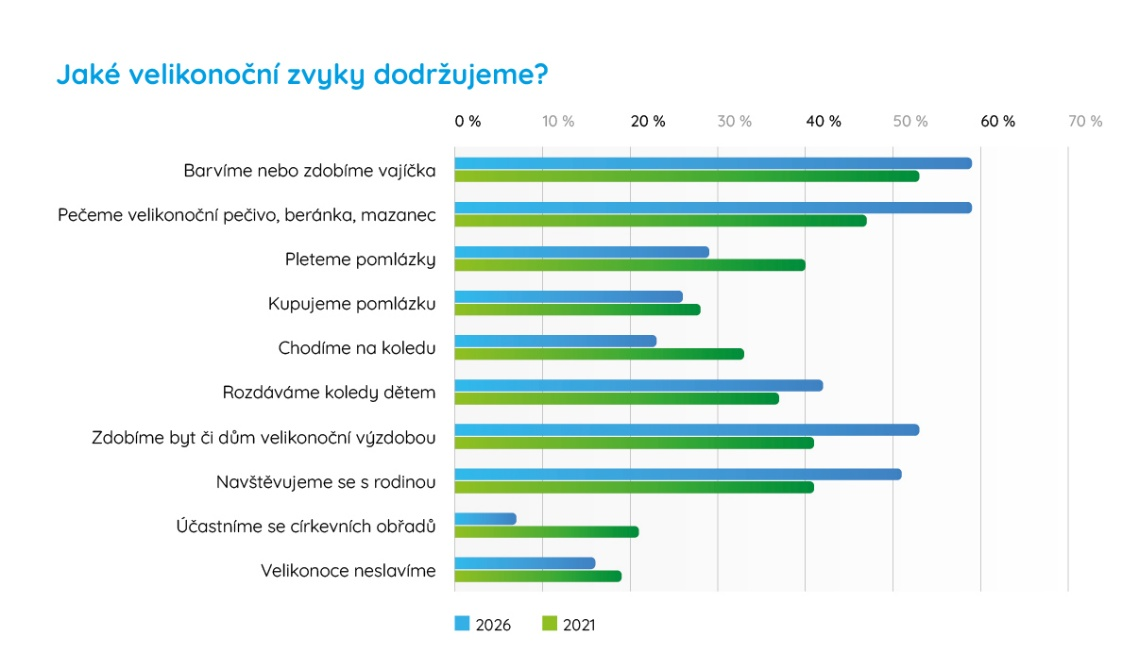 Jaké velikonoční zvyky dodržujeme?
0 % 10 % 20 % 30 % 40 % 50 % 60 % 70 %
Barvíme nebo zdobíme vajíčka
Pečeme velikonoční pečivo, beránka, mazanec
Pleteme pomlázky
Kupujeme pomlázku
Chodíme na koledu
Rozdáváme koledy dětem
Zdobíme byt či dům velikonoční výzdobou
Navštěvujeme se s rodinou
Účastníme se církevních obřadů
Velikonoce neslavíme
2026 2021